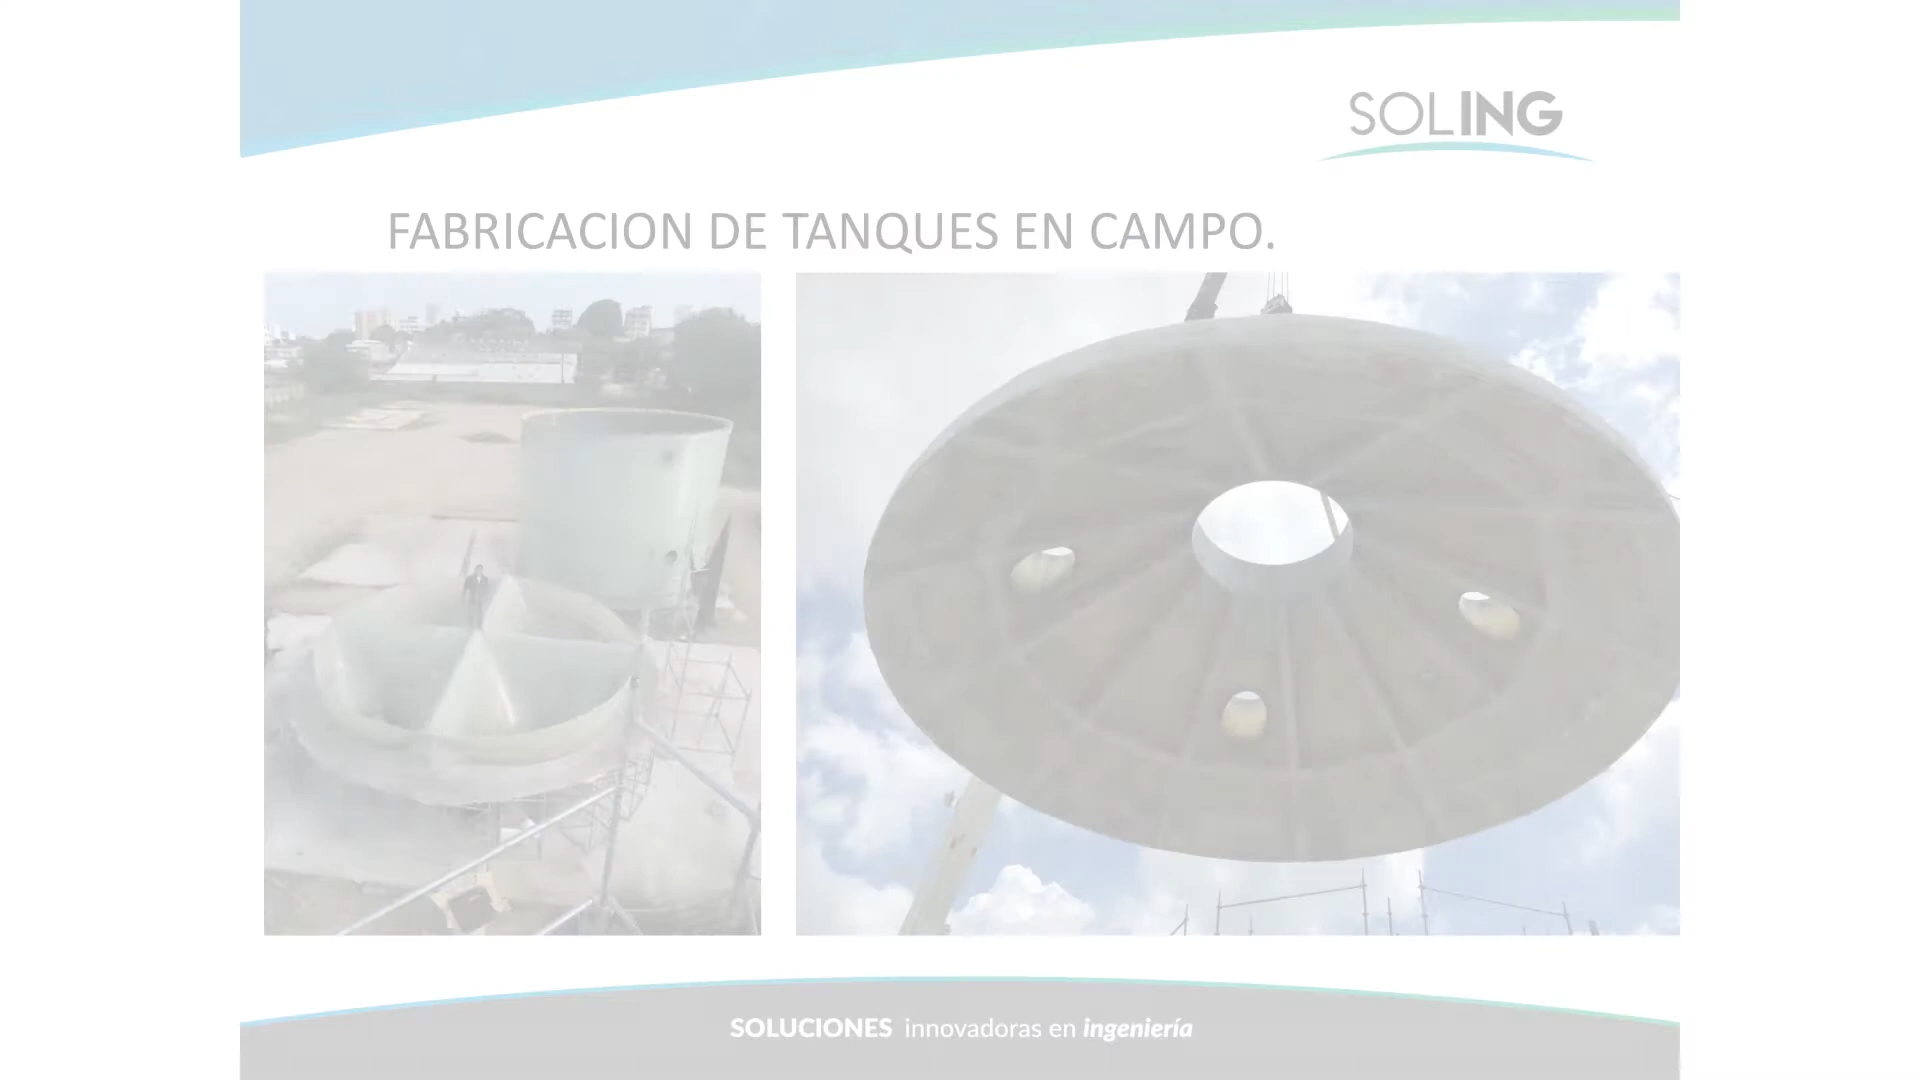 SOLING
FABRICACION DE TANQUES EN CAMPO.
SOLUCIONES innovadoras en ingeniería